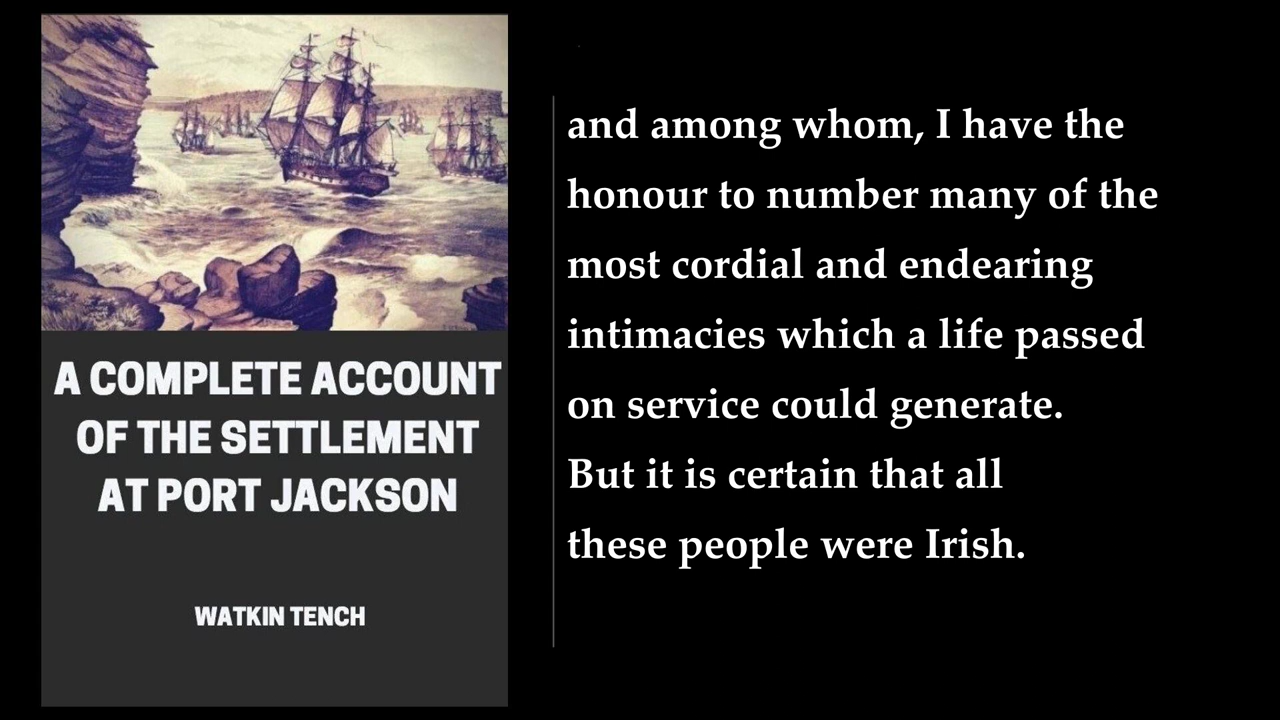 A COMPLETE ACCOUNT
OF THE SETTLEMENT
AT PORT JACKSON
WATKIN TENCH
and among whom, I have the
honour to number many of the
most cordial and endearing
intimacies which a life passed
on service could generate.
But it is certain that all
these people were Irish.